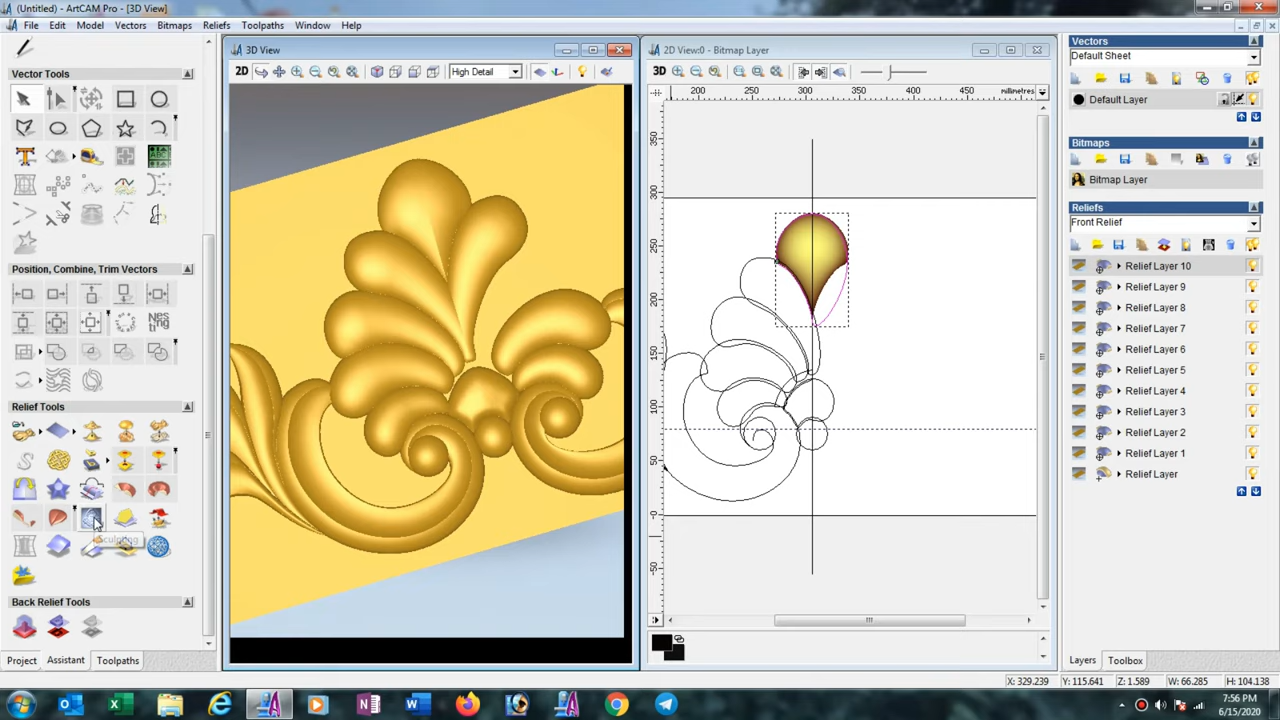 (Untitled) - ArtCAM Pro - [3D View]
File Edit Model Vectors Bitmaps Reliefs Toolpaths Window Help
Vector Tools
Position, Combine, Trim Vectors
Relief Tools
Sculpting
Back Relief Tools
Project Assistant Toolpaths
3D View
2D High Detail
2D View:0 - Bitmap Layer
3D
200 250 300 350 400 450 millimetres
350
300
250
200
150
100
50
-0
-50
Vectors
Default Sheet
Default Layer
Bitmaps
Bitmap Layer
Reliefs
Front Relief
Relief Layer 10
Relief Layer 9
Relief Layer 8
Relief Layer 7
Relief Layer 6
Relief Layer 5
Relief Layer 4
Relief Layer 3
Relief Layer 2
Relief Layer 1
Relief Layer
Layers Toolbox
X: 329.239 Y: 115.641 Z: 1.589 W: 66.285 H: 104.138
7:56 PM
6/15/2020